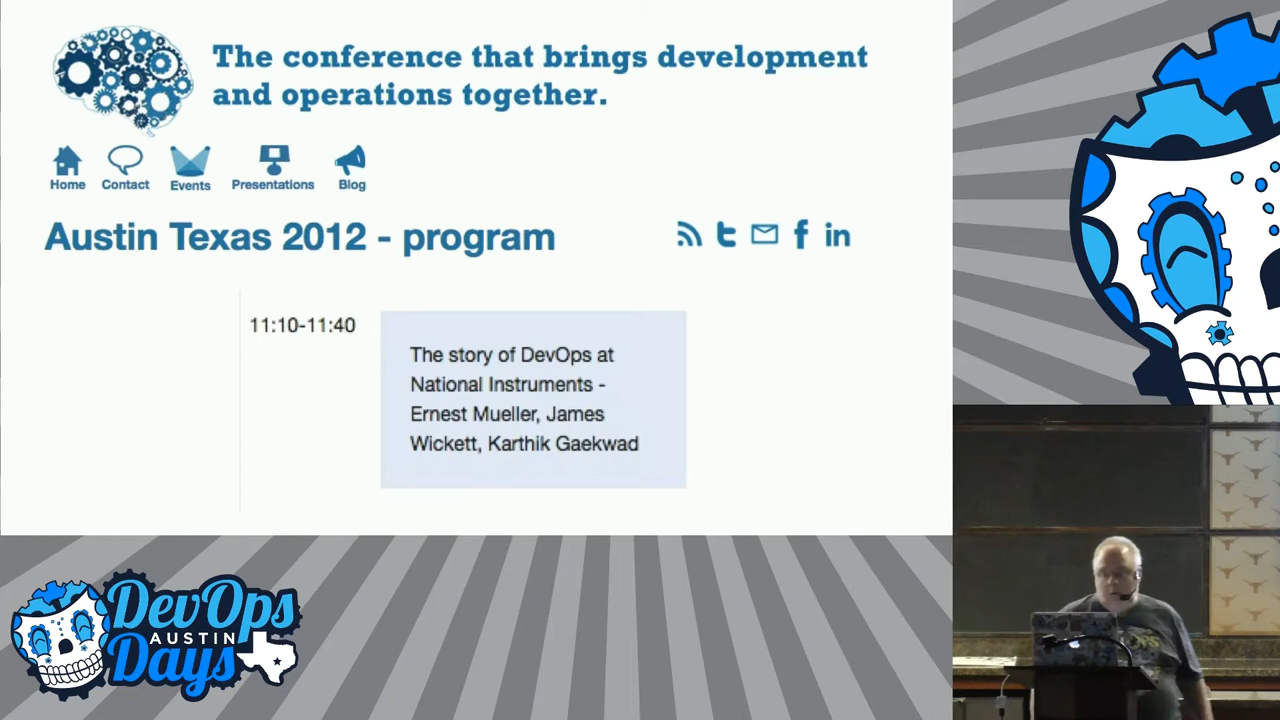 The conference that brings development
and operations together.
Home
Contact
Events
Presentations
Blog
Austin Texas 2012 - program
11:10-11:40
The story of DevOps at
National Instruments -
Ernest Mueller, James
Wickett, Karthik Gaekwad
DevOps
AUSTIN
Days